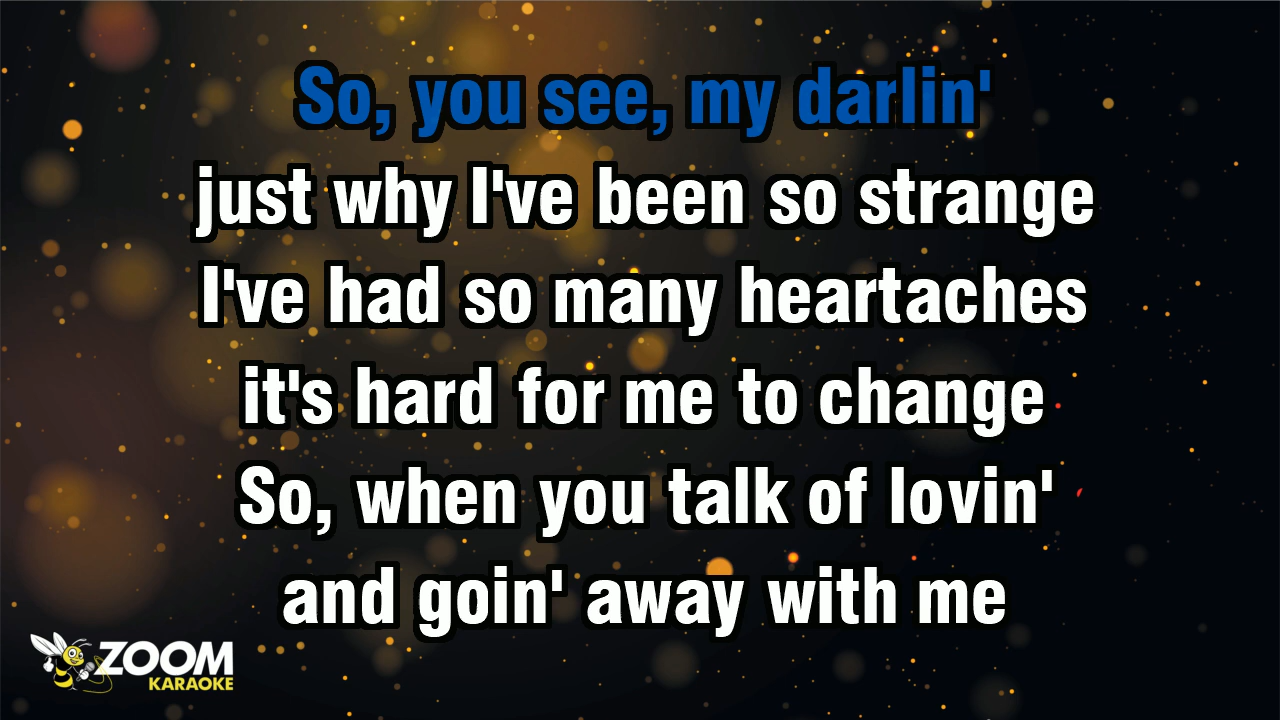 So, you see, my darlin'
just why I've been so strange
I've had so many heartaches
it's hard for me to change
So, when you talk of lovin'
and goin' away with me
ZOOM
KARAOKE